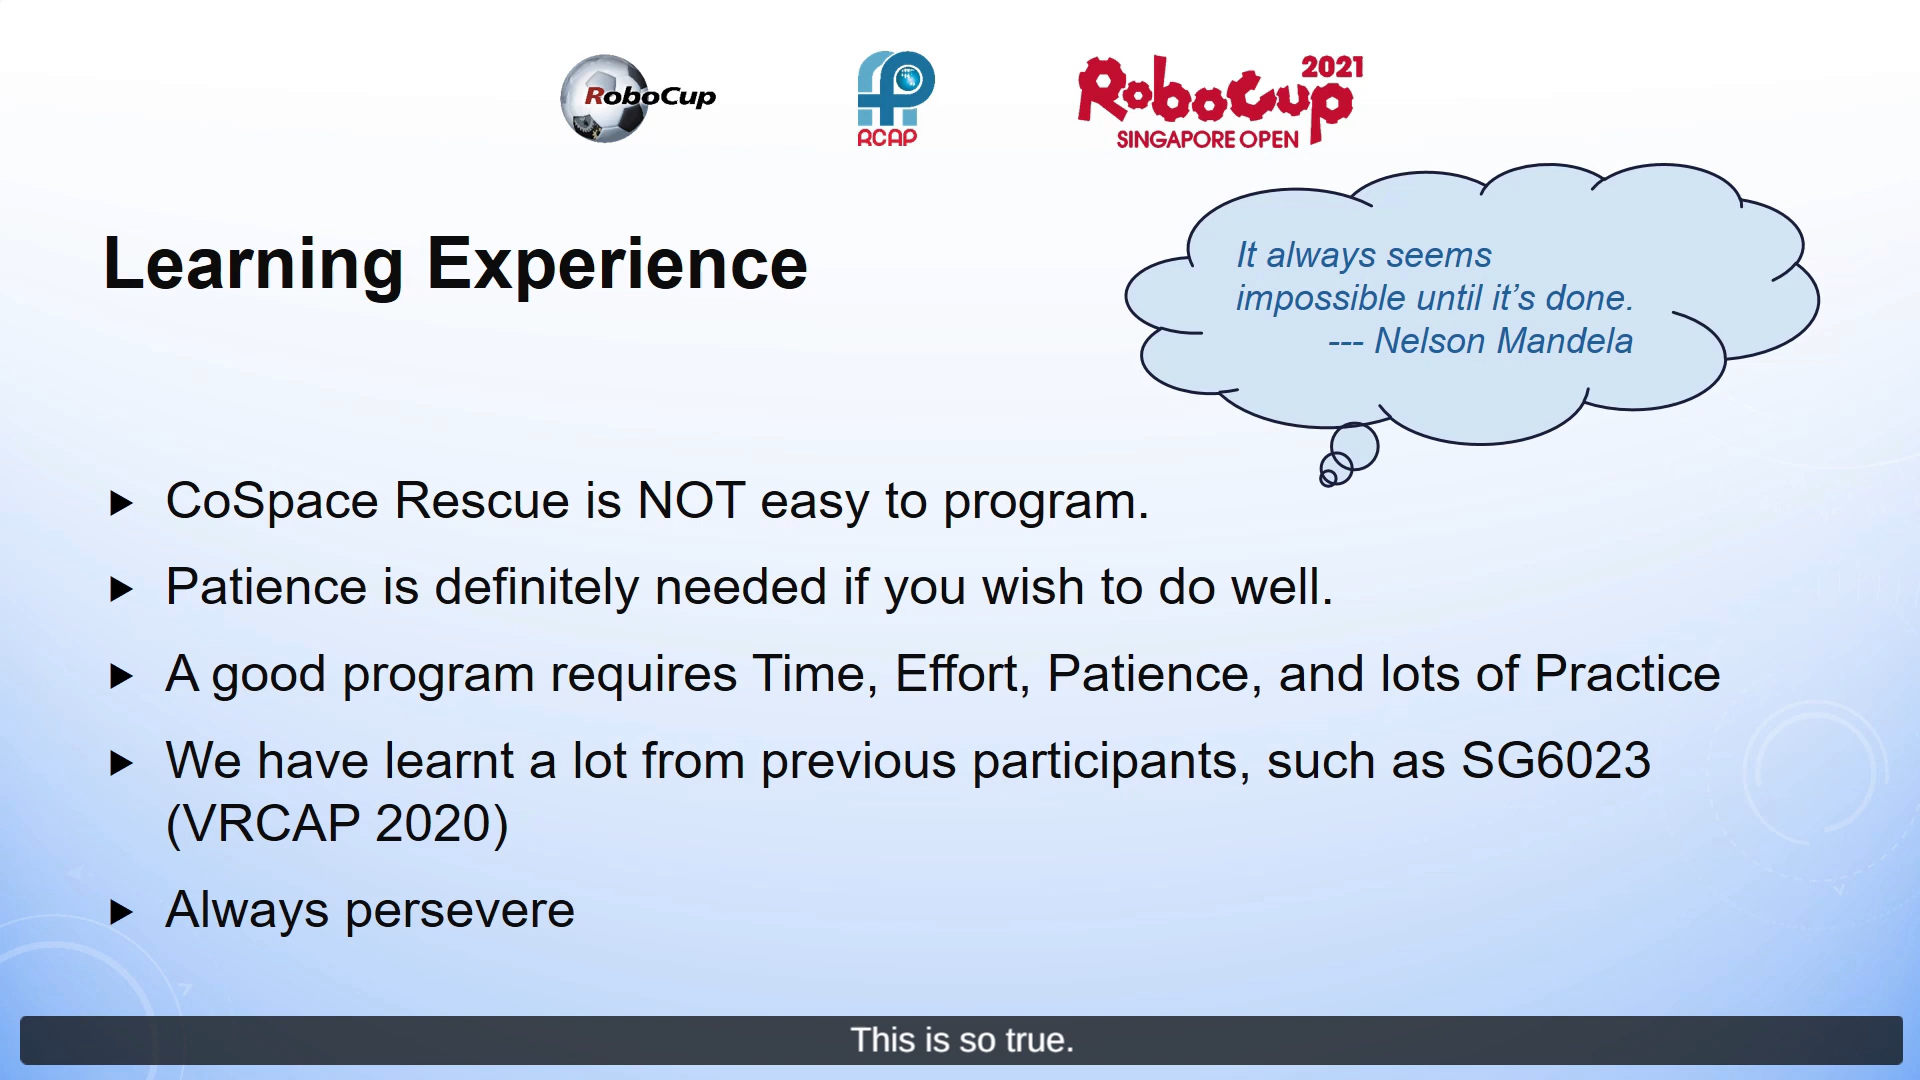 RoboCup
RCAP
RoboCup 2021
SINGAPORE OPEN
Learning Experience
It always seems
impossible until it’s done.
--- Nelson Mandela
CoSpace Rescue is NOT easy to program.
Patience is definitely needed if you wish to do well.
A good program requires Time, Effort, Patience, and lots of Practice
We have learnt a lot from previous participants, such as SG6023
(VRCAP 2020)
Always persevere
This is so true.